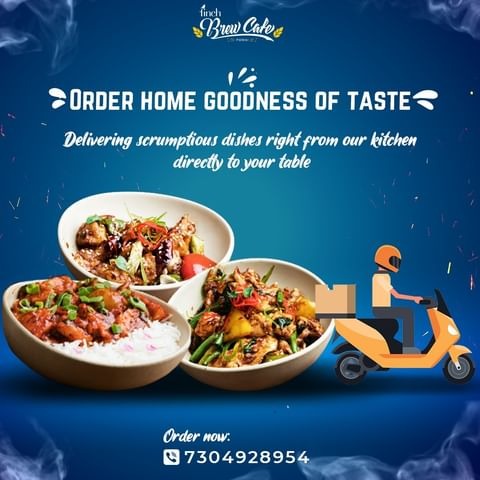 finch
Brew Cafe
ORDER HOME GOODNESS OF TASTE
Delivering scrumptious dishes right from our kitchen
directly to your table
Order now:
7304928954